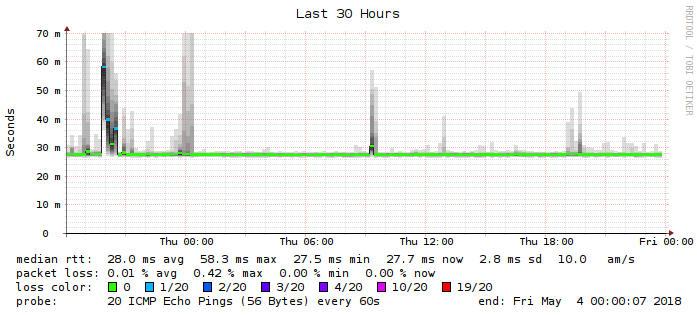 Last 30 Hours
RRDTOOL / TOBI OETIKER
Seconds
70 m
60 m
50 m
40 m
30 m
20 m
10 m
0
Thu 00:00 Thu 06:00 Thu 12:00 Thu 18:00 Fri 00:00
median rtt: 28.0 ms avg 58.3 ms max 27.5 ms min 27.7 ms now 2.8 ms sd 10.0 am/s
packet loss: 0.01 % avg 0.42 % max 0.00 % min 0.00 % now
loss color: 0 1/20 2/20 3/20 4/20 10/20 19/20
probe: 20 ICMP Echo Pings (56 Bytes) every 60s end: Fri May 4 00:00:07 2018